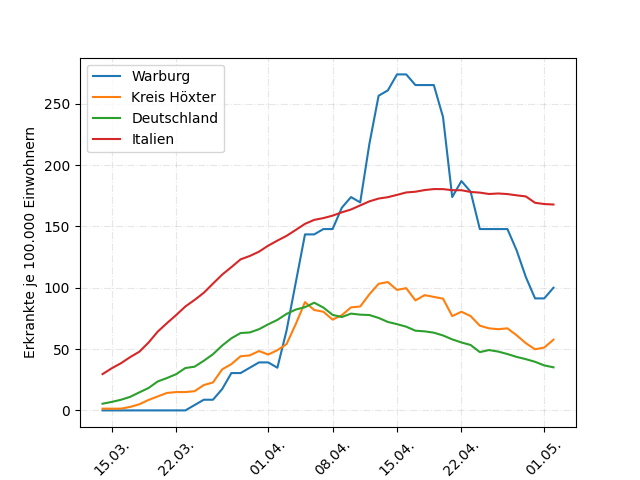 Warburg
Kreis Höxter
Deutschland
Italien
Erkrankte je 100.000 Einwohnern
250
200
150
100
50
0
15.03.
22.03.
01.04.
08.04.
15.04.
22.04.
01.05.